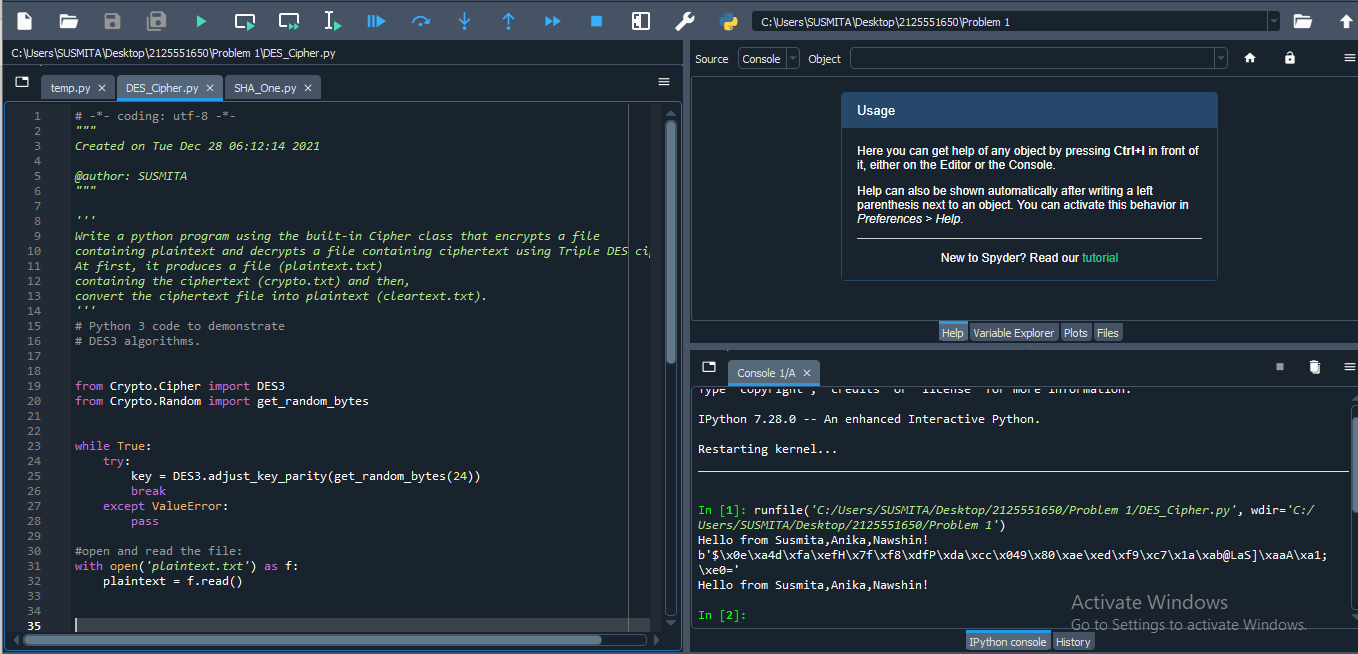 C:\Users\SUSMITA\Desktop\2125551650\Problem 1
C:\Users\SUSMITA\Desktop\2125551650\Problem 1\DES_Cipher.py
temp.py
DES_Cipher.py
SHA_One.py
1 # -*- coding: utf-8 -*-
2 """
3 Created on Tue Dec 28 06:12:14 2021
4
5 @author: SUSMITA
6 """
7
8 '''
9 Write a python program using the built-in Cipher class that encrypts a file
10 containing plaintext and decrypts a file containing ciphertext using Triple DES ci
11 At first, it produces a file (plaintext.txt)
12 containing the ciphertext (crypto.txt) and then,
13 convert the ciphertext file into plaintext (cleartext.txt).
14 '''
15 # Python 3 code to demonstrate
16 # DES3 algorithms.
17
18
19 from Crypto.Cipher import DES3
20 from Crypto.Random import get_random_bytes
21
22
23 while True:
24     try:
25         key = DES3.adjust_key_parity(get_random_bytes(24))
26         break
27     except ValueError:
28         pass
29
30 #open and read the file:
31 with open('plaintext.txt') as f:
32     plaintext = f.read()
33
34
35
Source Console Object
Usage
Here you can get help of any object by pressing Ctrl+I in front of
it, either on the Editor or the Console.
Help can also be shown automatically after writing a left
parenthesis next to an object. You can activate this behavior in
Preferences > Help.
New to Spyder? Read our tutorial
Help Variable Explorer Plots Files
Console 1/A
Type "copyright", "credits" or "license" for more information.
IPython 7.28.0 -- An enhanced Interactive Python.
Restarting kernel...
In [1]: runfile('C:/Users/SUSMITA/Desktop/2125551650/Problem 1/DES_Cipher.py', wdir='C:/
Users/SUSMITA/Desktop/2125551650/Problem 1')
Hello from Susmita,Anika,Nawshin!
b'$\x0e\xa4d\xfa\xefH\x7f\xf8\xdfP\xda\xcc\x049\x80\xae\xed\xf9\xc7\x1a\xab@LaS]\xaaA\xa1;
\xe0='
Hello from Susmita,Anika,Nawshin!
In [2]:
Activate Windows
Go to Settings to activate Windows.
IPython console History